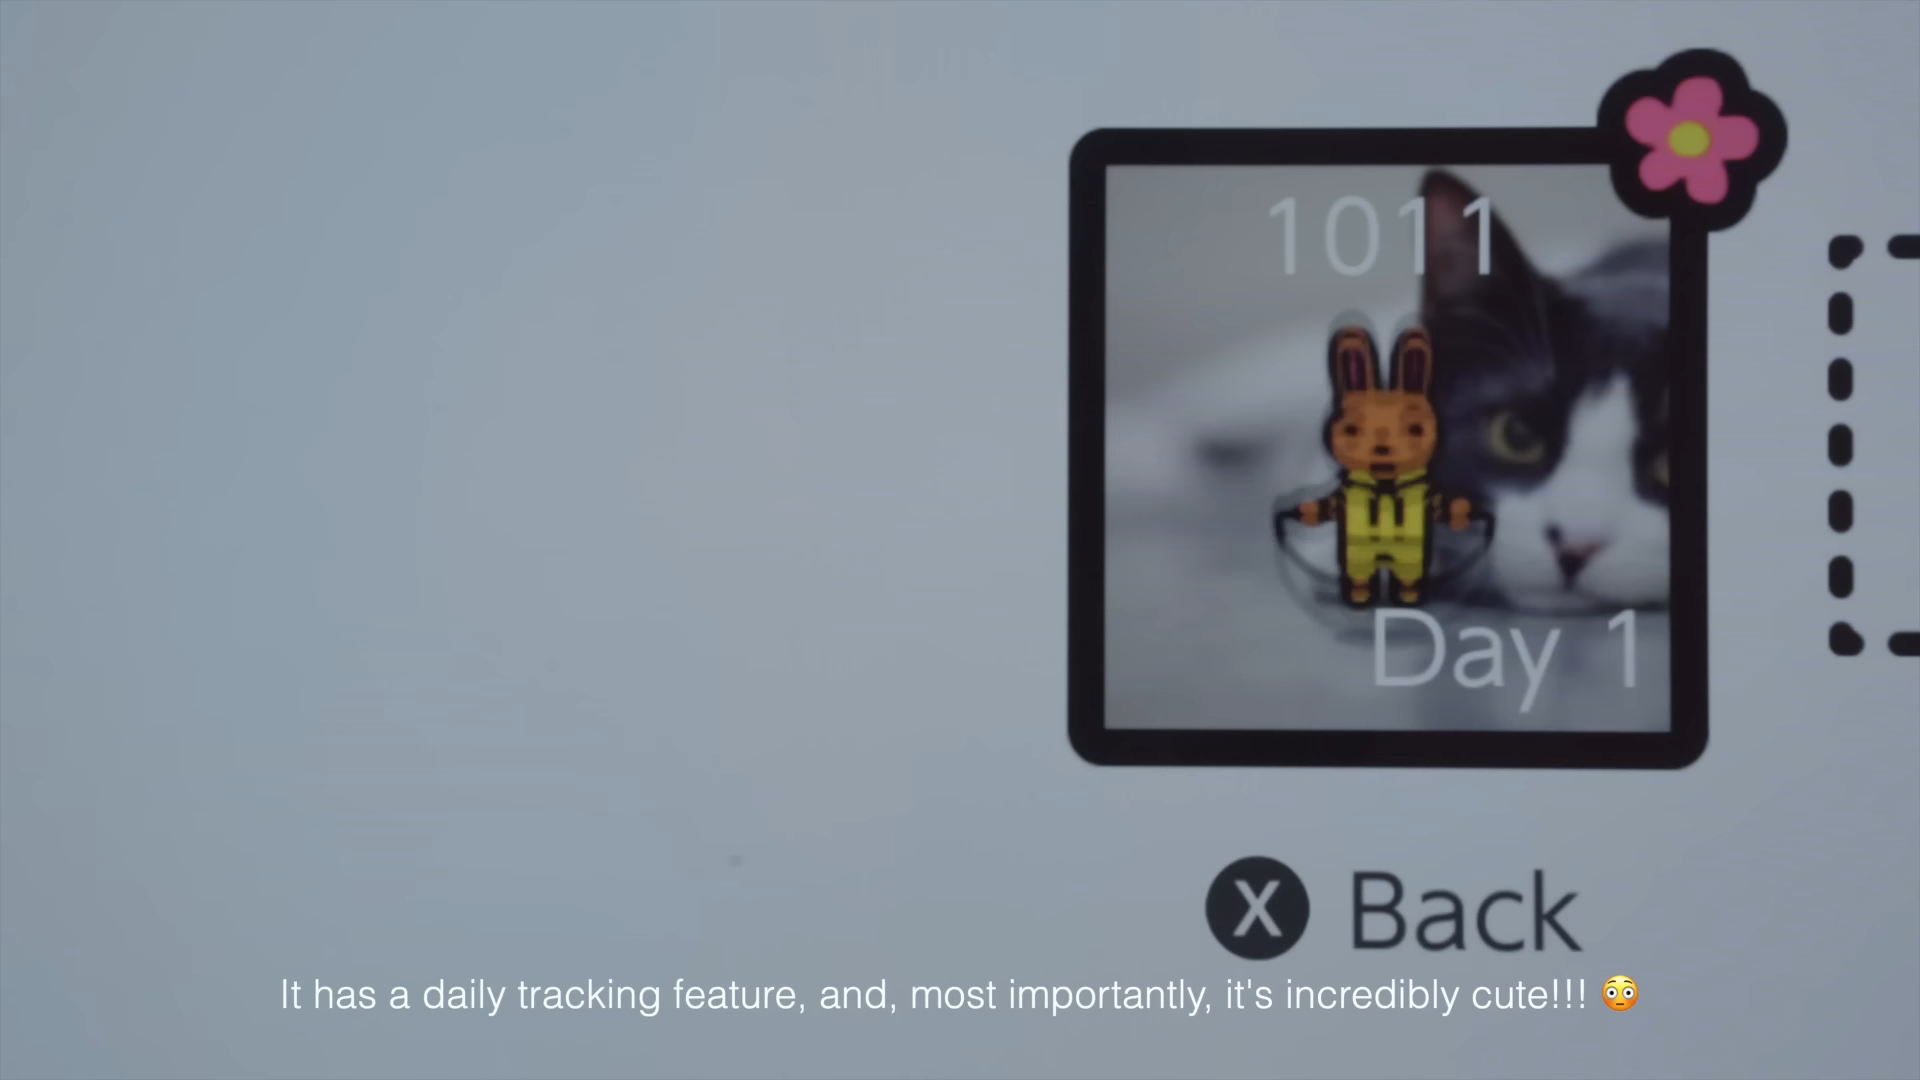 1011
Day 1
X Back
It has a daily tracking feature, and, most importantly, it's incredibly cute!!! 😳